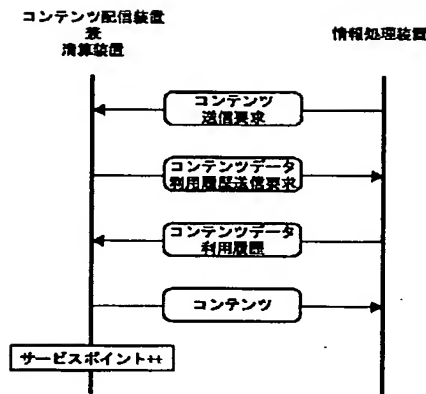 コンテンツ配信装置
兼
清算装置
情報処理装置
コンテンツ
送信要求
コンテンツデータ
利用履歴送信要求
コンテンツデータ
利用履歴
コンテンツ
サービスポイント++